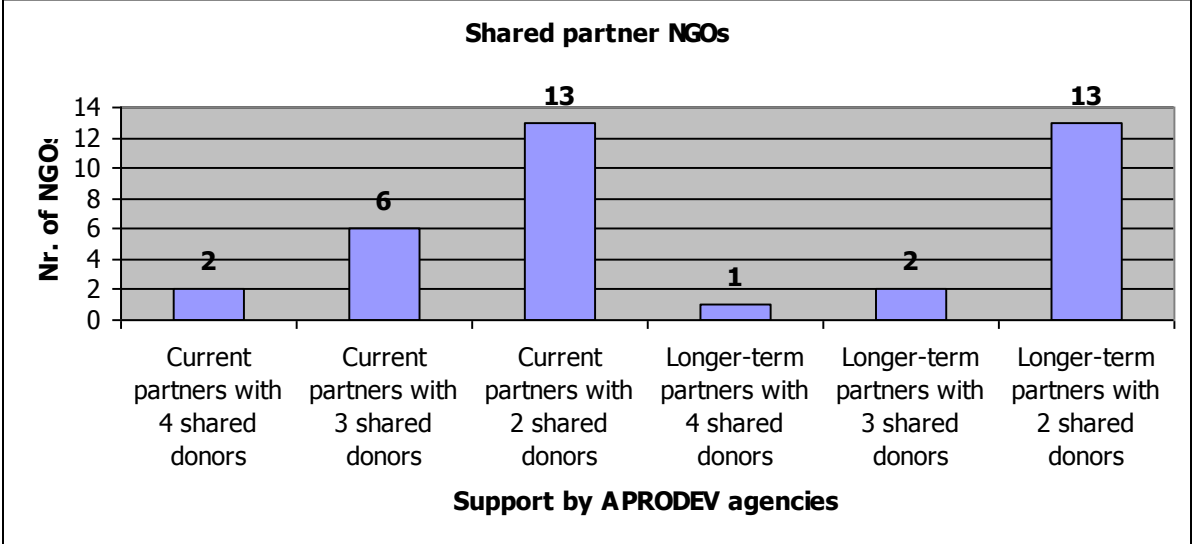 Shared partner NGOs
Nr. of NGOs
14
12
10
8
6
4
2
0
2
6
13
1
2
13
Current partners with 4 shared donors
Current partners with 3 shared donors
Current partners with 2 shared donors
Longer-term partners with 4 shared donors
Longer-term partners with 3 shared donors
Longer-term partners with 2 shared donors
Support by APRODEV agencies